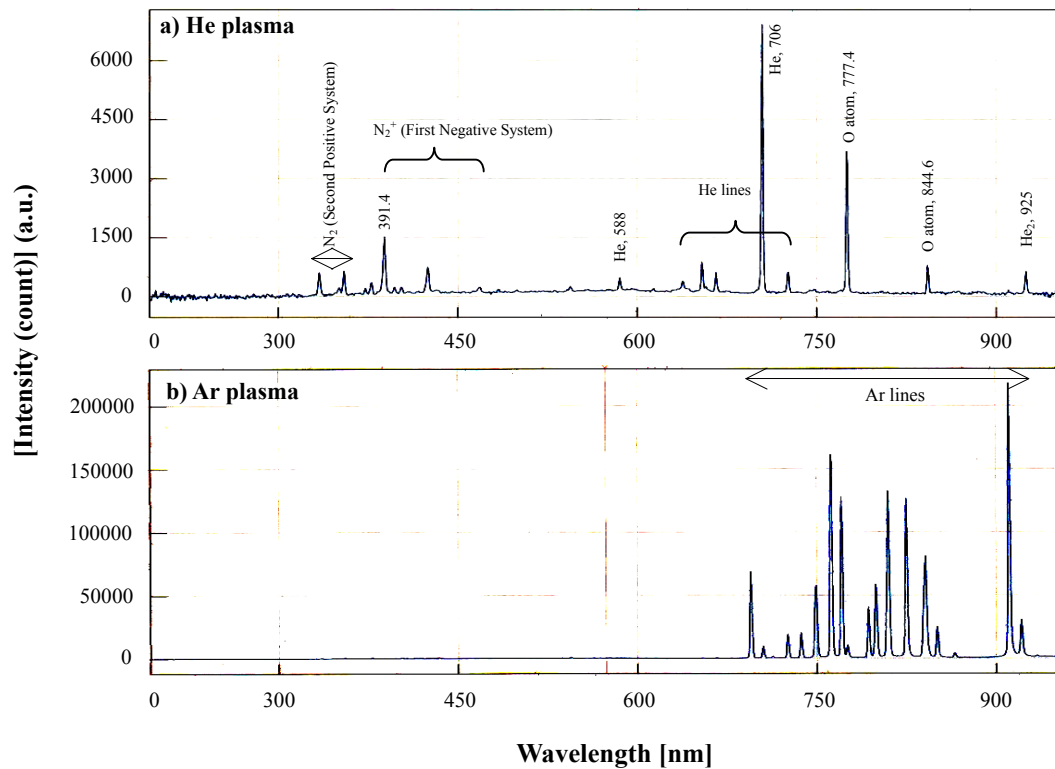 a) He plasma
[Intensity (count)] (a.u.)
6000
4500
3000
1500
0
N₂ (Second Positive System)
N₂⁺ (First Negative System)
391.4
He, 588
He lines
He, 706
O atom, 777.4
O atom, 844.6
He₂, 925
0 300 450 600 750 900
b) Ar plasma
Ar lines
200000
150000
100000
50000
0
0 300 450 600 750 900
Wavelength [nm]